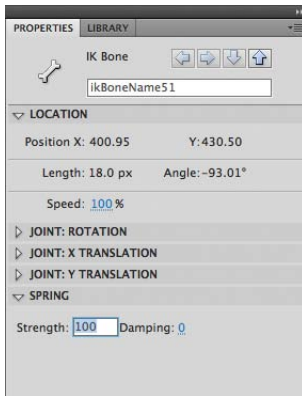 PROPERTIES LIBRARY
IK Bone
ikBoneName51
LOCATION
Position X: 400.95 Y:430.50
Length: 18.0 px Angle:-93.01°
Speed: 100 %
JOINT: ROTATION
JOINT: X TRANSLATION
JOINT: Y TRANSLATION
SPRING
Strength: 100 Damping: 0